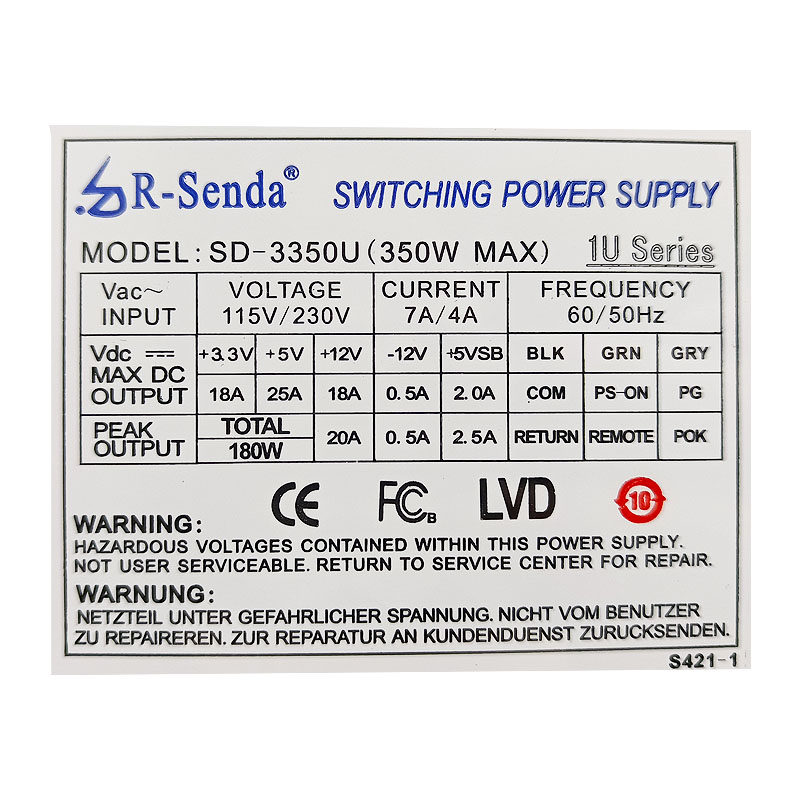 R-Senda® SWITCHING POWER SUPPLY
MODEL: SD-3350U (350W MAX) 1U Series
Vac~ INPUT VOLTAGE 115V/230V CURRENT 7A/4A FREQUENCY 60/50Hz
Vdc MAX DC OUTPUT +3.3V +5V +12V -12V +5VSB BLK GRN GRY
18A 25A 18A 0.5A 2.0A COM PS-ON PG
PEAK OUTPUT TOTAL 180W 20A 0.5A 2.5A RETURN REMOTE POK
CE FCC B LVD 10
WARNING:
HAZARDOUS VOLTAGES CONTAINED WITHIN THIS POWER SUPPLY.
NOT USER SERVICEABLE. RETURN TO SERVICE CENTER FOR REPAIR.
WARNUNG:
NETZTEIL UNTER GEFAHRLICHER SPANNUNG. NICHT VOM BENUTZER
ZU REPAIREREN. ZUR REPARATUR AN KUNDENDUENST ZURUCKSENDEN.
S421-1